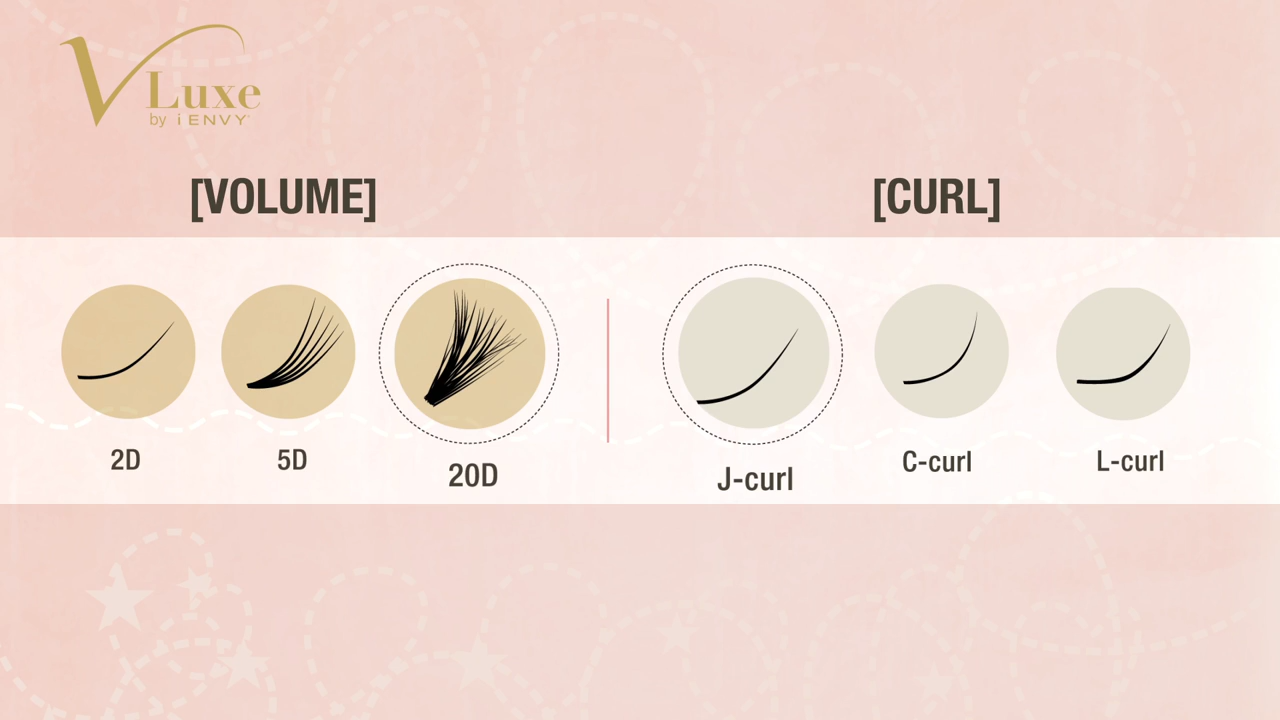 V Luxe
by i ENVY
[VOLUME]
[CURL]
2D
5D
20D
J-curl
C-curl
L-curl